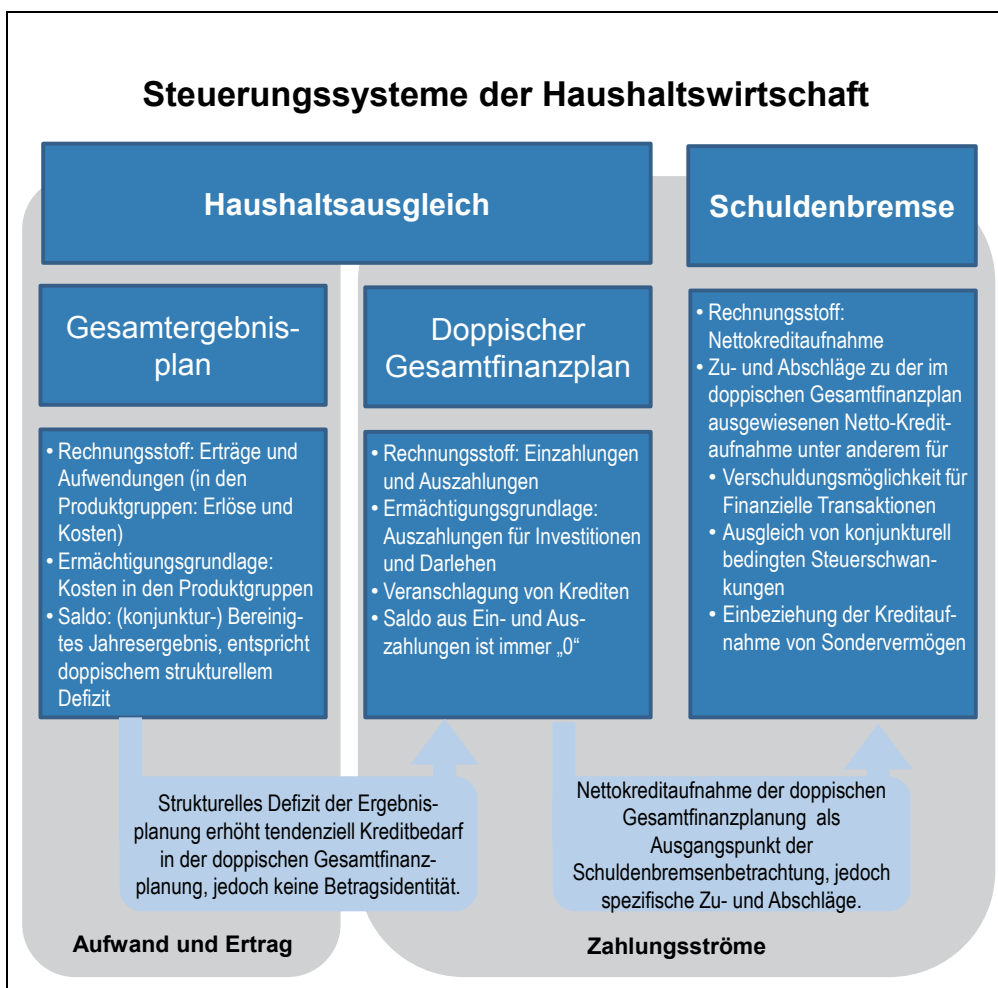 Steuerungssysteme der Haushaltswirtschaft
Haushaltsausgleich
Schuldenbremse
Gesamtergebnis-
plan
• Rechnungsstoff: Erträge und
Aufwendungen (in den
Produktgruppen: Erlöse und
Kosten)
• Ermächtigungsgrundlage:
Kosten in den Produktgruppen
• Saldo: (konjunktur-) Bereinig-
tes Jahresergebnis, entspricht
doppischem strukturellem
Defizit
Doppischer
Gesamtfinanzplan
• Rechnungsstoff: Einzahlungen
und Auszahlungen
• Ermächtigungsgrundlage:
Auszahlungen für Investitionen
und Darlehen
• Veranschlagung von Krediten
• Saldo aus Ein- und Aus-
zahlungen ist immer „0“
• Rechnungsstoff:
Nettokreditaufnahme
• Zu- und Abschläge zu der im
doppischen Gesamtfinanzplan
ausgewiesenen Netto-Kredit-
aufnahme unter anderem für
• Verschuldungsmöglichkeit für
Finanzielle Transaktionen
• Ausgleich von konjunkturell
bedingten Steuerschwan-
kungen
• Einbeziehung der Kreditauf-
nahme von Sondervermögen
Strukturelles Defizit der Ergebnis-
planung erhöht tendenziell Kreditbedarf
in der doppischen Gesamtfinanz-
planung, jedoch keine Betragsidentität.
Nettokreditaufnahme der doppischen
Gesamtfinanzplanung als
Ausgangspunkt der
Schuldenbremsenbetrachtung, jedoch
spezifische Zu- und Abschläge.
Aufwand und Ertrag
Zahlungsströme